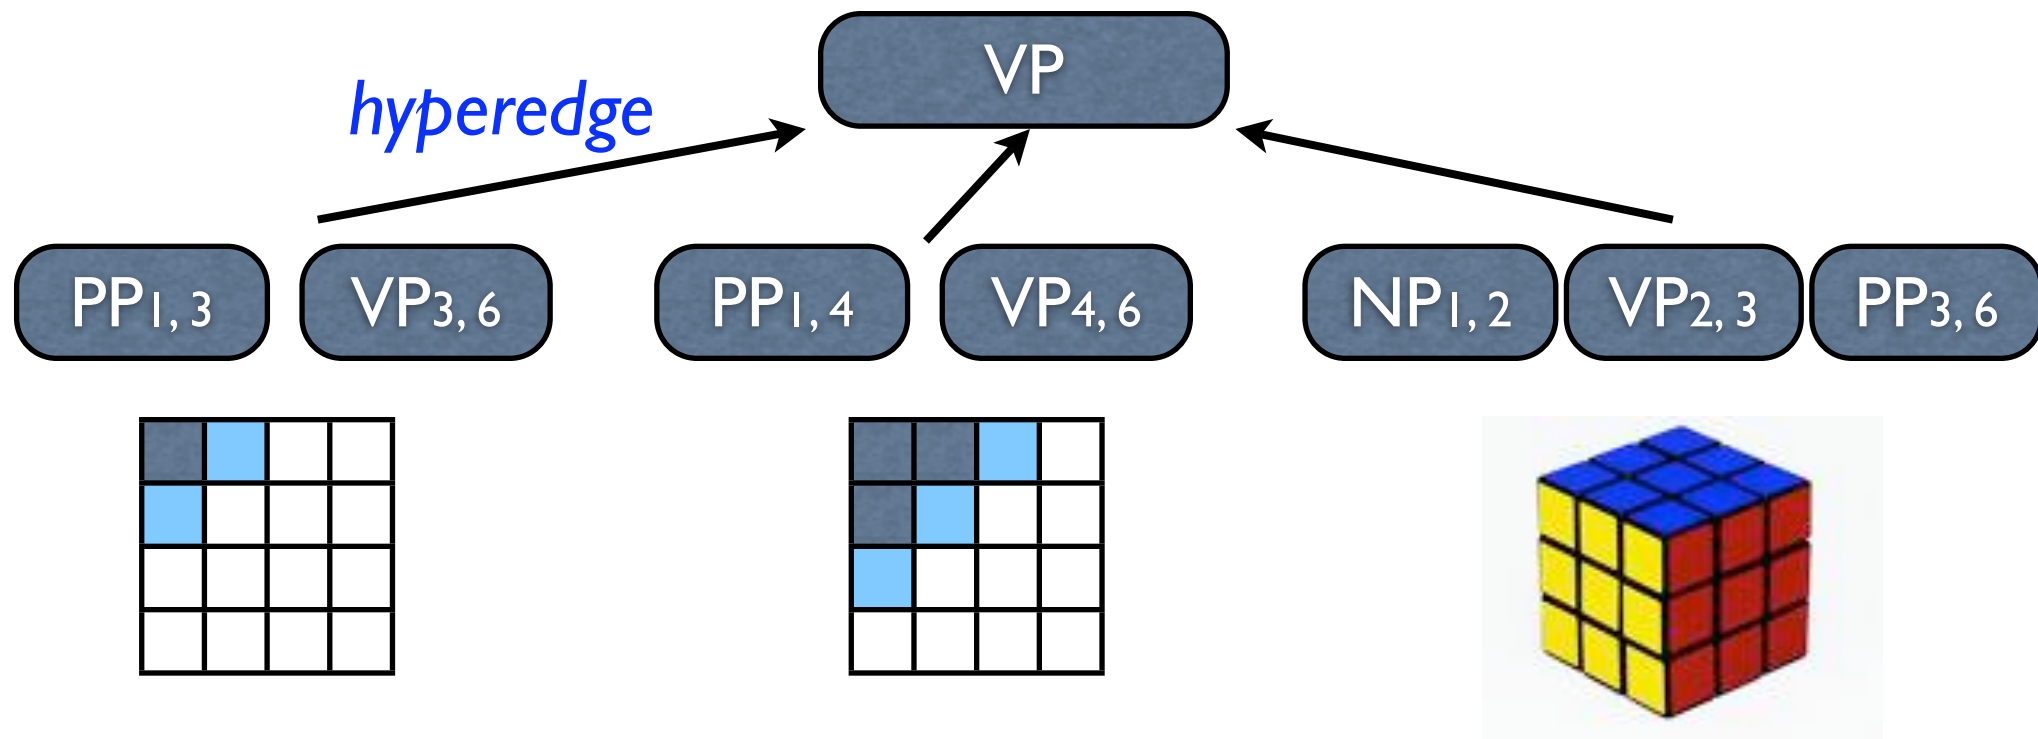 VP
hyperedge
PP1, 3 VP3, 6 PP1, 4 VP4, 6 NP1, 2 VP2, 3 PP3, 6